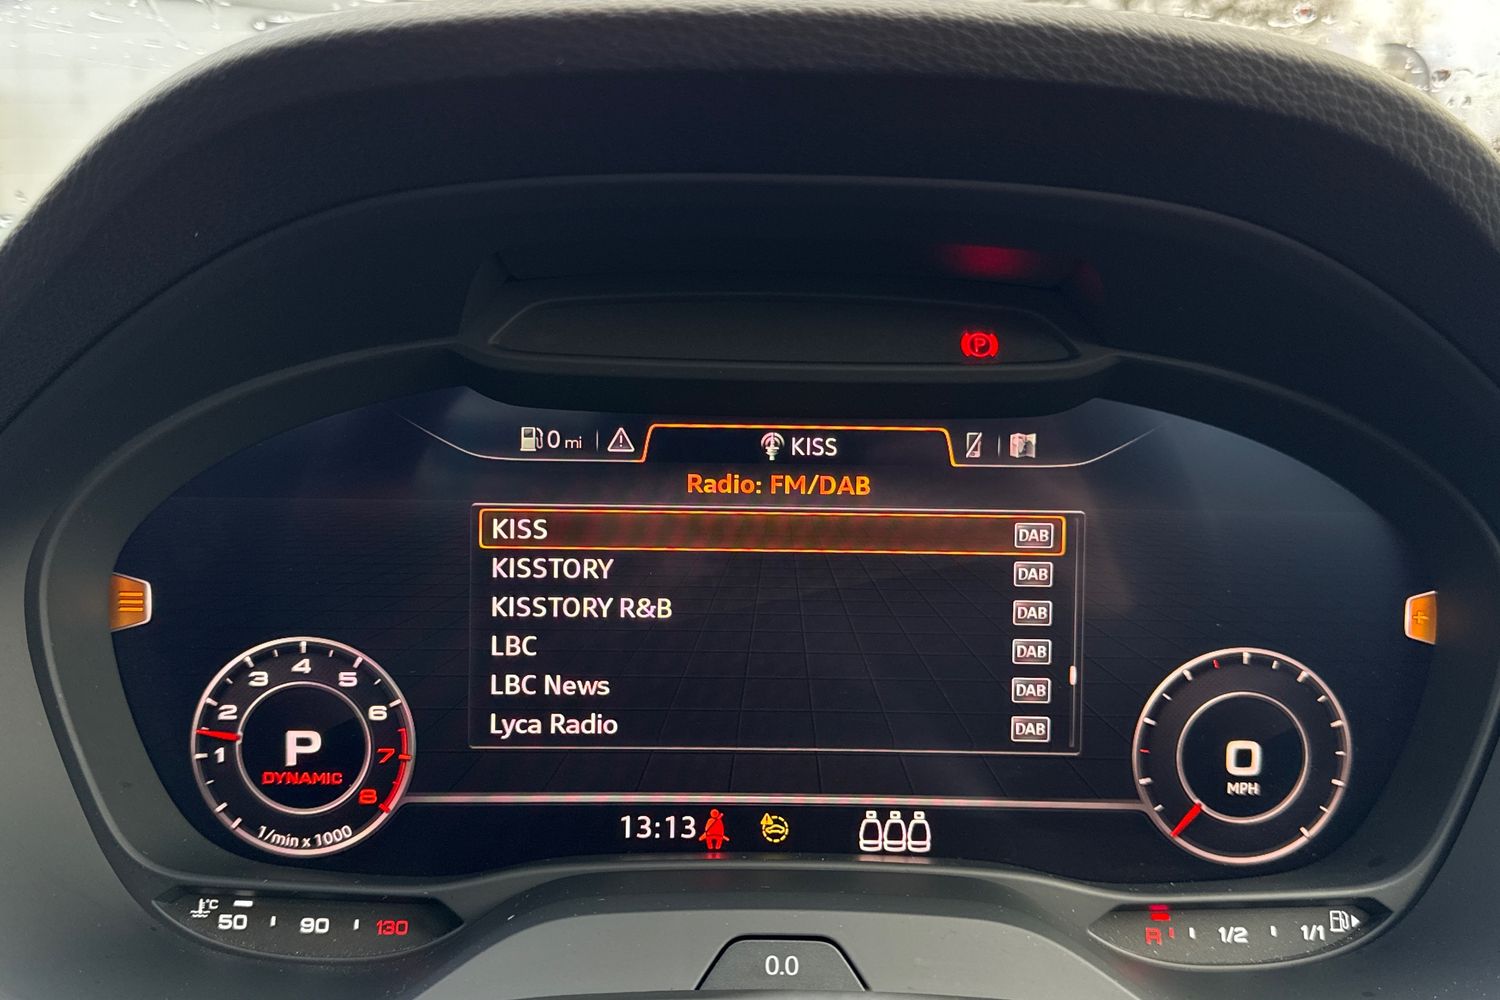 P
0 mi
KISS
Radio: FM/DAB
KISS DAB
KISSTORY DAB
KISSTORY R&B DAB
LBC DAB
LBC News DAB
Lyca Radio DAB
1 2 3 4 5 6 7 8
P
DYNAMIC
1/min x 1000
0
MPH
13:13
°C 50 90 130
R 1/2 1/1
0.0